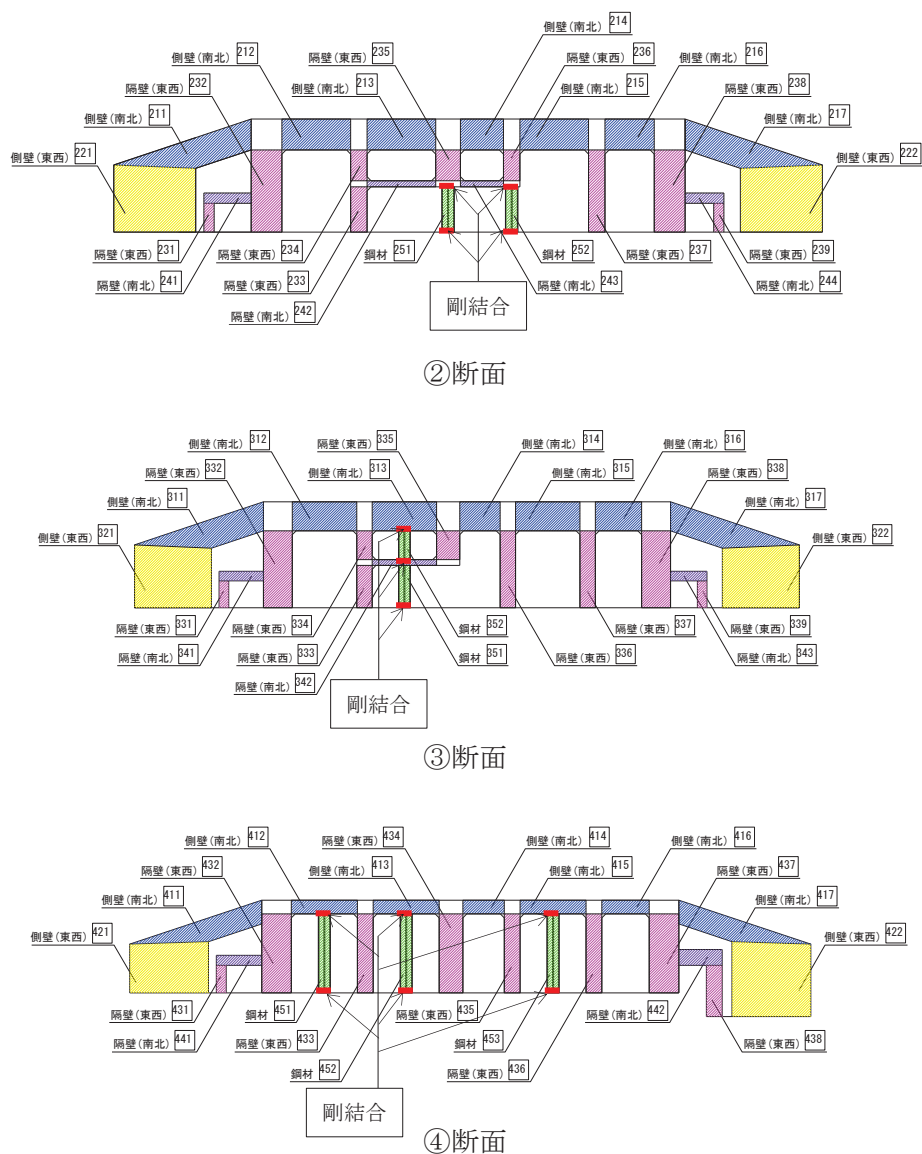 側壁(南北) 214
側壁(南北) 212
隔壁(東西) 235
隔壁(東西) 236
側壁(南北) 216
隔壁(東西) 232
側壁(南北) 213
側壁(南北) 215
隔壁(東西) 238
側壁(南北) 211
側壁(南北) 217
側壁(東西) 221
側壁(東西) 222
隔壁(東西) 231
隔壁(東西) 234
鋼材 251
鋼材 252
隔壁(東西) 237
隔壁(東西) 239
隔壁(南北) 241
隔壁(東西) 233
隔壁(南北) 243
隔壁(南北) 244
隔壁(南北) 242
剛結合
②断面
側壁(南北) 312
隔壁(東西) 335
側壁(南北) 314
側壁(南北) 316
隔壁(東西) 332
側壁(南北) 313
側壁(南北) 315
隔壁(東西) 338
側壁(南北) 311
側壁(南北) 317
側壁(東西) 321
側壁(東西) 322
隔壁(東西) 331
隔壁(東西) 334
鋼材 352
隔壁(東西) 337
隔壁(東西) 339
隔壁(南北) 341
隔壁(東西) 333
鋼材 351
隔壁(東西) 336
隔壁(南北) 343
隔壁(南北) 342
剛結合
③断面
側壁(南北) 412
隔壁(東西) 434
側壁(南北) 414
側壁(南北) 416
隔壁(東西) 432
側壁(南北) 413
側壁(南北) 415
隔壁(東西) 437
側壁(南北) 411
側壁(南北) 417
側壁(東西) 421
側壁(東西) 422
隔壁(東西) 431
鋼材 451
隔壁(東西) 435
隔壁(南北) 442
隔壁(南北) 441
隔壁(東西) 433
鋼材 453
隔壁(東西) 438
鋼材 452
隔壁(東西) 436
剛結合
④断面